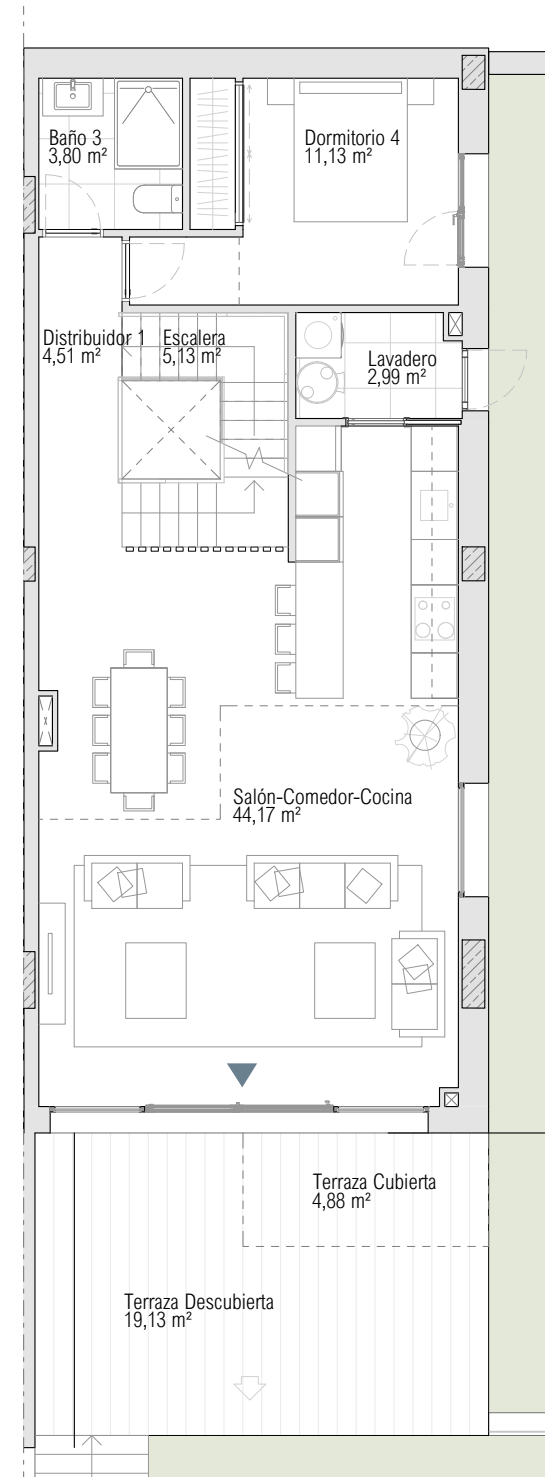 Baño 3
3,80 m²
Dormitorio 4
11,13 m²
Distribuidor 1
4,51 m²
Escalera
5,13 m²
Lavadero
2,99 m²
Salón-Comedor-Cocina
44,17 m²
Terraza Cubierta
4,88 m²
Terraza Descubierta
19,13 m²